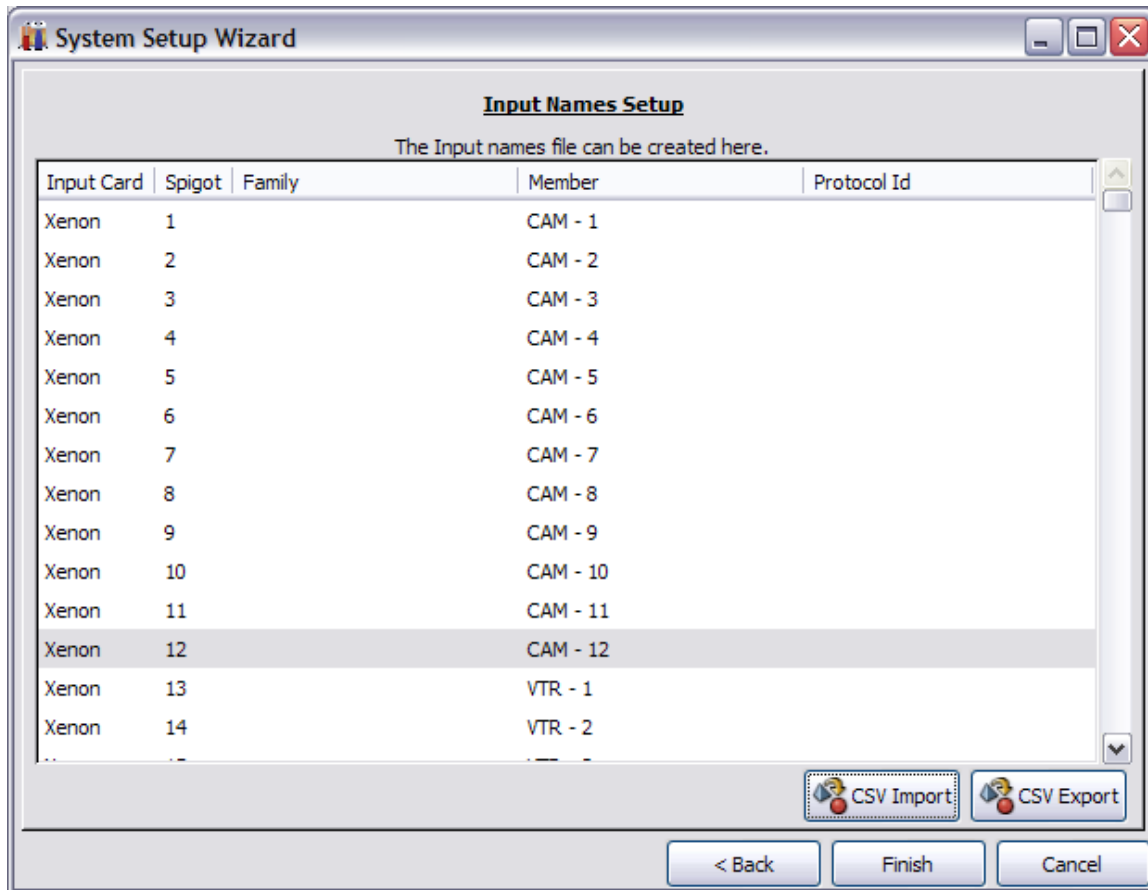 System Setup Wizard
Input Names Setup
The Input names file can be created here.
Input Card Spigot Family Member Protocol Id
Xenon 1 CAM - 1
Xenon 2 CAM - 2
Xenon 3 CAM - 3
Xenon 4 CAM - 4
Xenon 5 CAM - 5
Xenon 6 CAM - 6
Xenon 7 CAM - 7
Xenon 8 CAM - 8
Xenon 9 CAM - 9
Xenon 10 CAM - 10
Xenon 11 CAM - 11
Xenon 12 CAM - 12
Xenon 13 VTR - 1
Xenon 14 VTR - 2
CSV Import CSV Export
< Back Finish Cancel